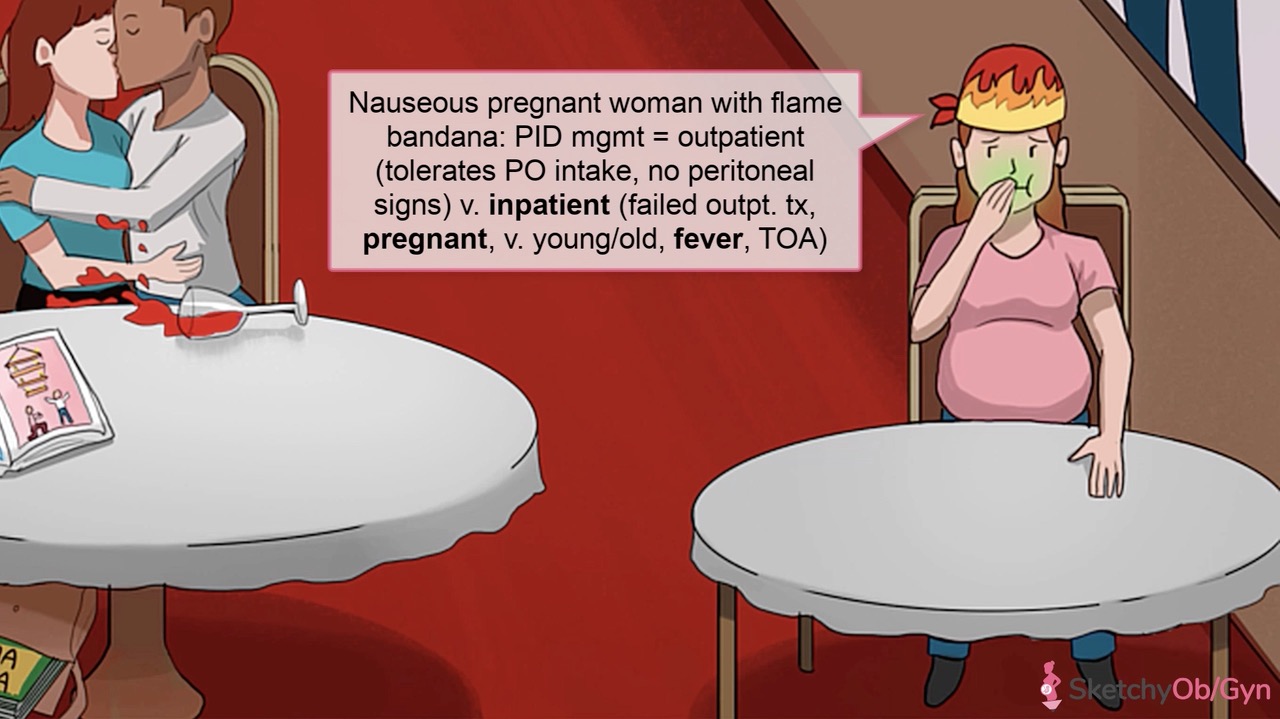 Nauseous pregnant woman with flame
bandana: PID mgmt = outpatient
(tolerates PO intake, no peritoneal
signs) v. inpatient (failed outpt. tx,
pregnant, v. young/old, fever, TOA)
A
A
SketchyOb/Gyn